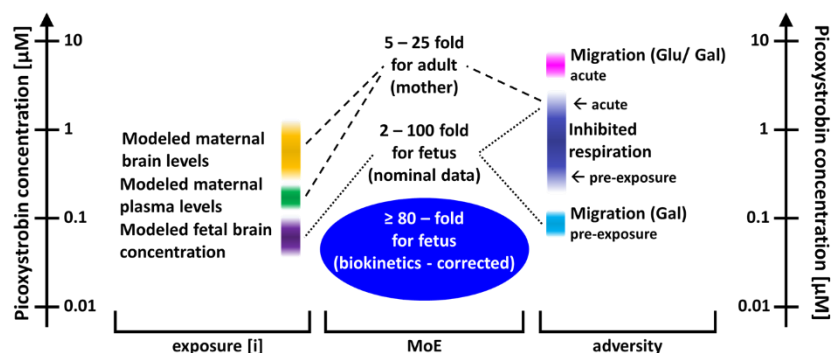 Picoxystrobin concentration [µM]
10
1
0.1
0.01
Modeled maternal
brain levels
Modeled maternal
plasma levels
Modeled fetal brain
concentration
exposure [i]
5 – 25 fold
for adult
(mother)
2 – 100 fold
for fetus
(nominal data)
≥ 80 – fold
for fetus
(biokinetics - corrected)
MoE
Migration (Glu/ Gal)
acute
← acute
Inhibited
respiration
← pre-exposure
Migration (Gal)
pre-exposure
adversity
10
1
0.1
0.01
Picoxystrobin concentration
[µM]